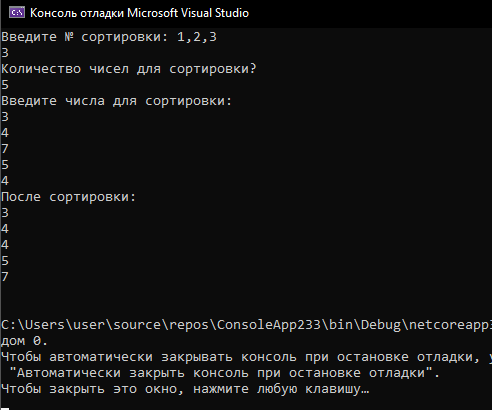 Консоль отладки Microsoft Visual Studio
Введите № сортировки: 1,2,3
3
Количество чисел для сортировки?
5
Введите числа для сортировки:
3
4
7
5
4
После сортировки:
3
4
4
5
7
C:\Users\user\source\repos\ConsoleApp233\bin\Debug\netcoreapp3
дом 0.
Чтобы автоматически закрывать консоль при остановке отладки, у
"Автоматически закрыть консоль при остановке отладки".
Чтобы закрыть это окно, нажмите любую клавишу…